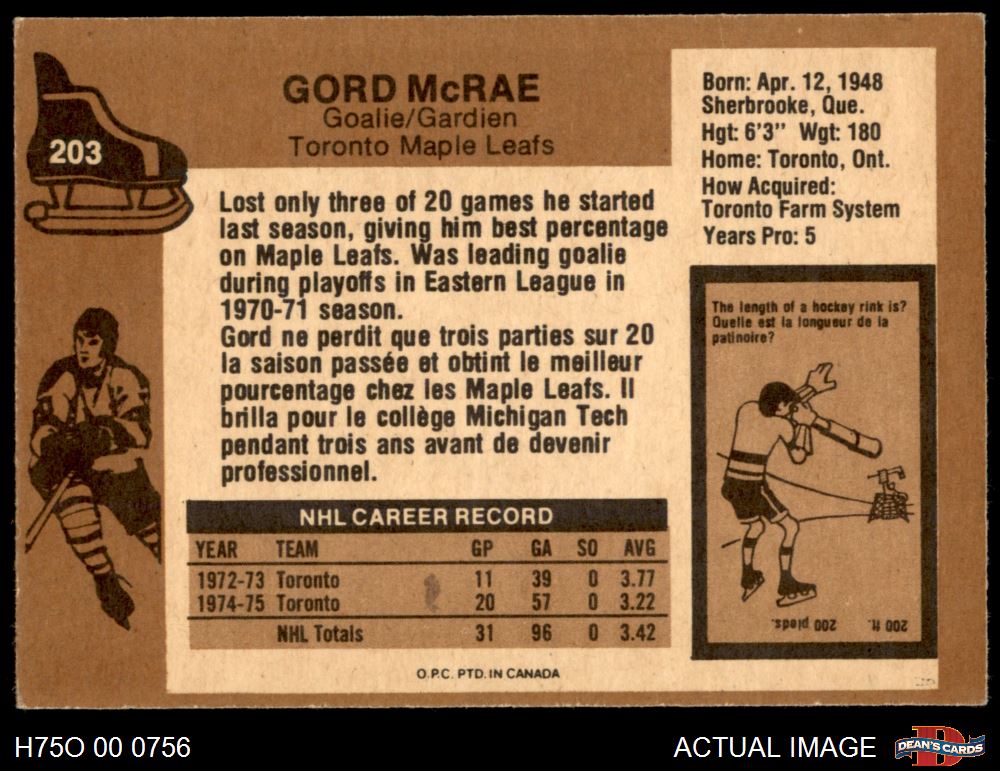 203
GORD McRAE
Goalie/Gardien
Toronto Maple Leafs
Born: Apr. 12, 1948
Sherbrooke, Que.
Hgt: 6'3" Wgt: 180
Home: Toronto, Ont.
How Acquired:
Toronto Farm System
Years Pro: 5
Lost only three of 20 games he started
last season, giving him best percentage
on Maple Leafs. Was leading goalie
during playoffs in Eastern League in
1970-71 season.
Gord ne perdit que trois parties sur 20
la saison passée et obtint le meilleur
pourcentage chez les Maple Leafs. Il
brilla pour le collège Michigan Tech
pendant trois ans avant de devenir
professionnel.
The length of a hockey rink is?
Quelle est la longueur de la
patinoire?
200 ft.
200 pieds.
NHL CAREER RECORD
YEAR TEAM GP GA SO AVG
1972-73 Toronto 11 39 0 3.77
1974-75 Toronto 20 57 0 3.22
NHL Totals 31 96 0 3.42
O.P.C. PTD. IN CANADA
H75O 00 0756
ACTUAL IMAGE
D
DEAN'S CARDS